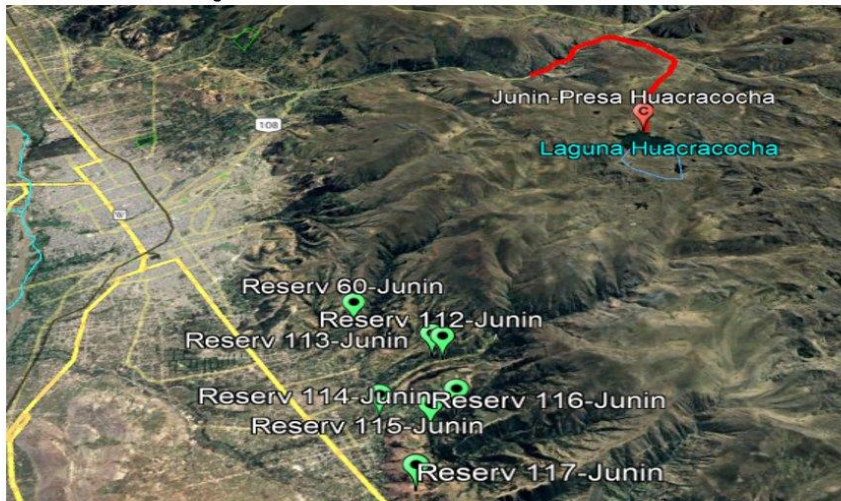 108
Junin-Presa Huacracocha
C
Laguna Huacracocha
Reserv 60-Junin
Reserv 112-Junin
Reserv 113-Junin
Reserv 114-Junin
Reserv 116-Junin
Reserv 115-Junin
Reserv 117-Junin